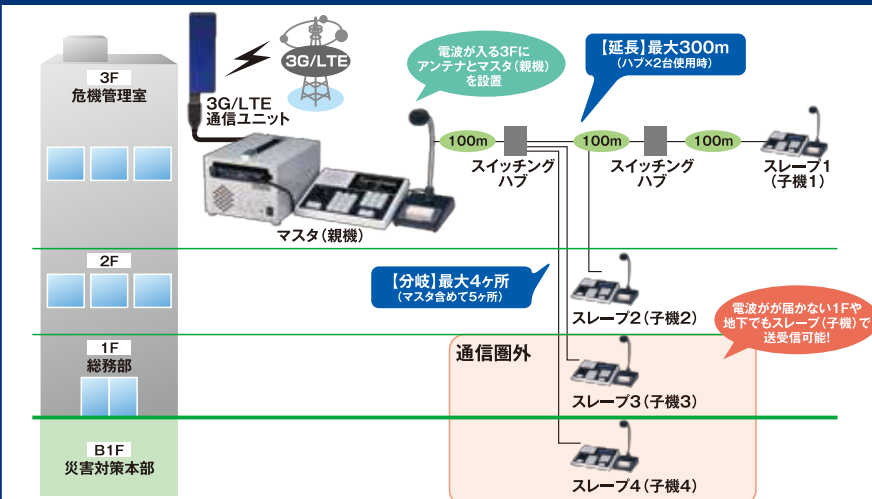 3F
危機管理室
3G/LTE
3G/LTE
通信ユニット
電波が入る3Fに
アンテナとマスタ(親機)
を設置
【延長】最大300m
(ハブ×2台使用時)
100m
スイッチング
ハブ
100m
スイッチング
ハブ
100m
スレーブ1
(子機1)
マスタ(親機)
2F
【分岐】最大4ヶ所
(マスタ含めて5ヶ所)
スレーブ2(子機2)
電波がが届かない1Fや
地下でもスレーブ(子機)で
送受信可能!
1F
総務部
通信圏外
スレーブ3(子機3)
B1F
災害対策本部
スレーブ4(子機4)